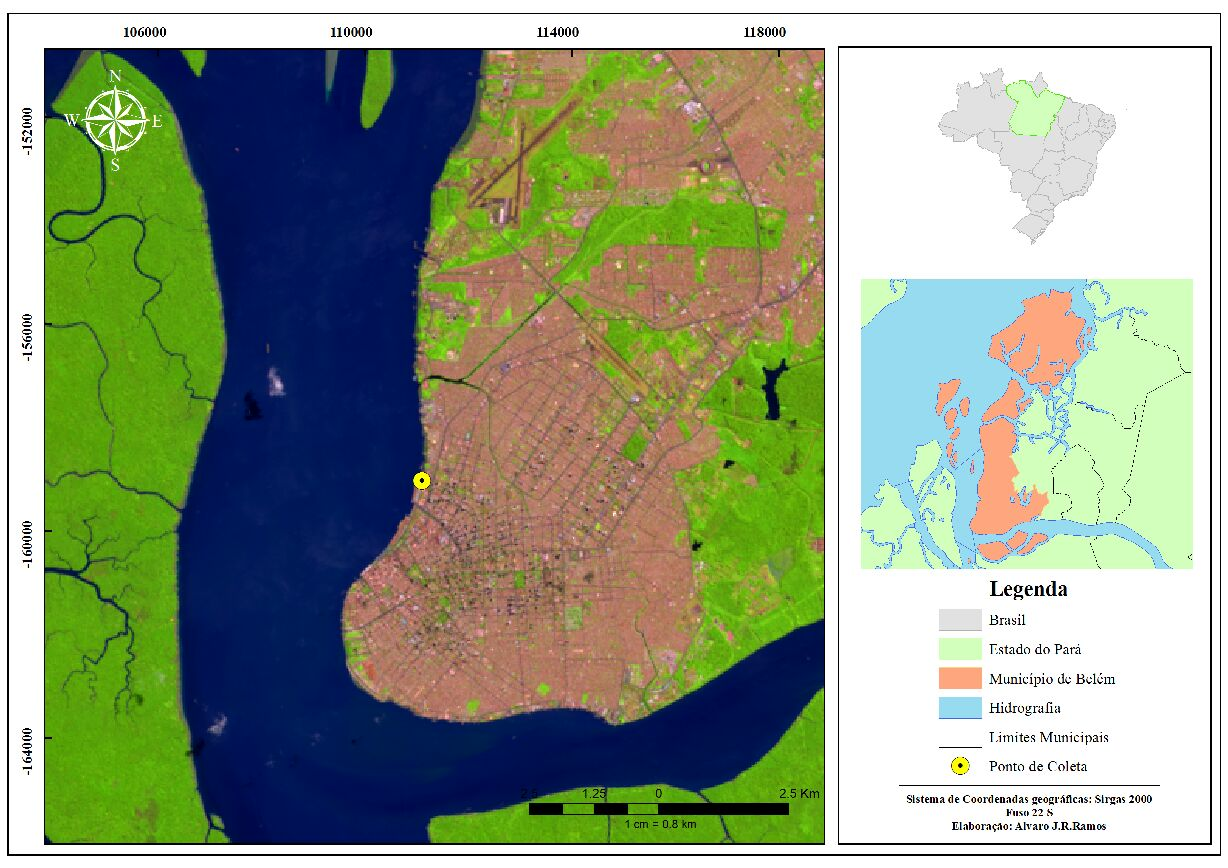 106000 110000 114000 118000
-152000
-156000
-160000
-164000
N
W E
S
2.5 1.25 0 2.5 Km
1 cm = 0.8 km
Legenda
Brasil
Estado do Pará
Município de Belém
Hidrografia
Limites Municipais
Ponto de Coleta
Sistema de Coordenadas geográficas: Sirgas 2000
Fuso 22 S
Elaboração: Alvaro J.R.Ramos